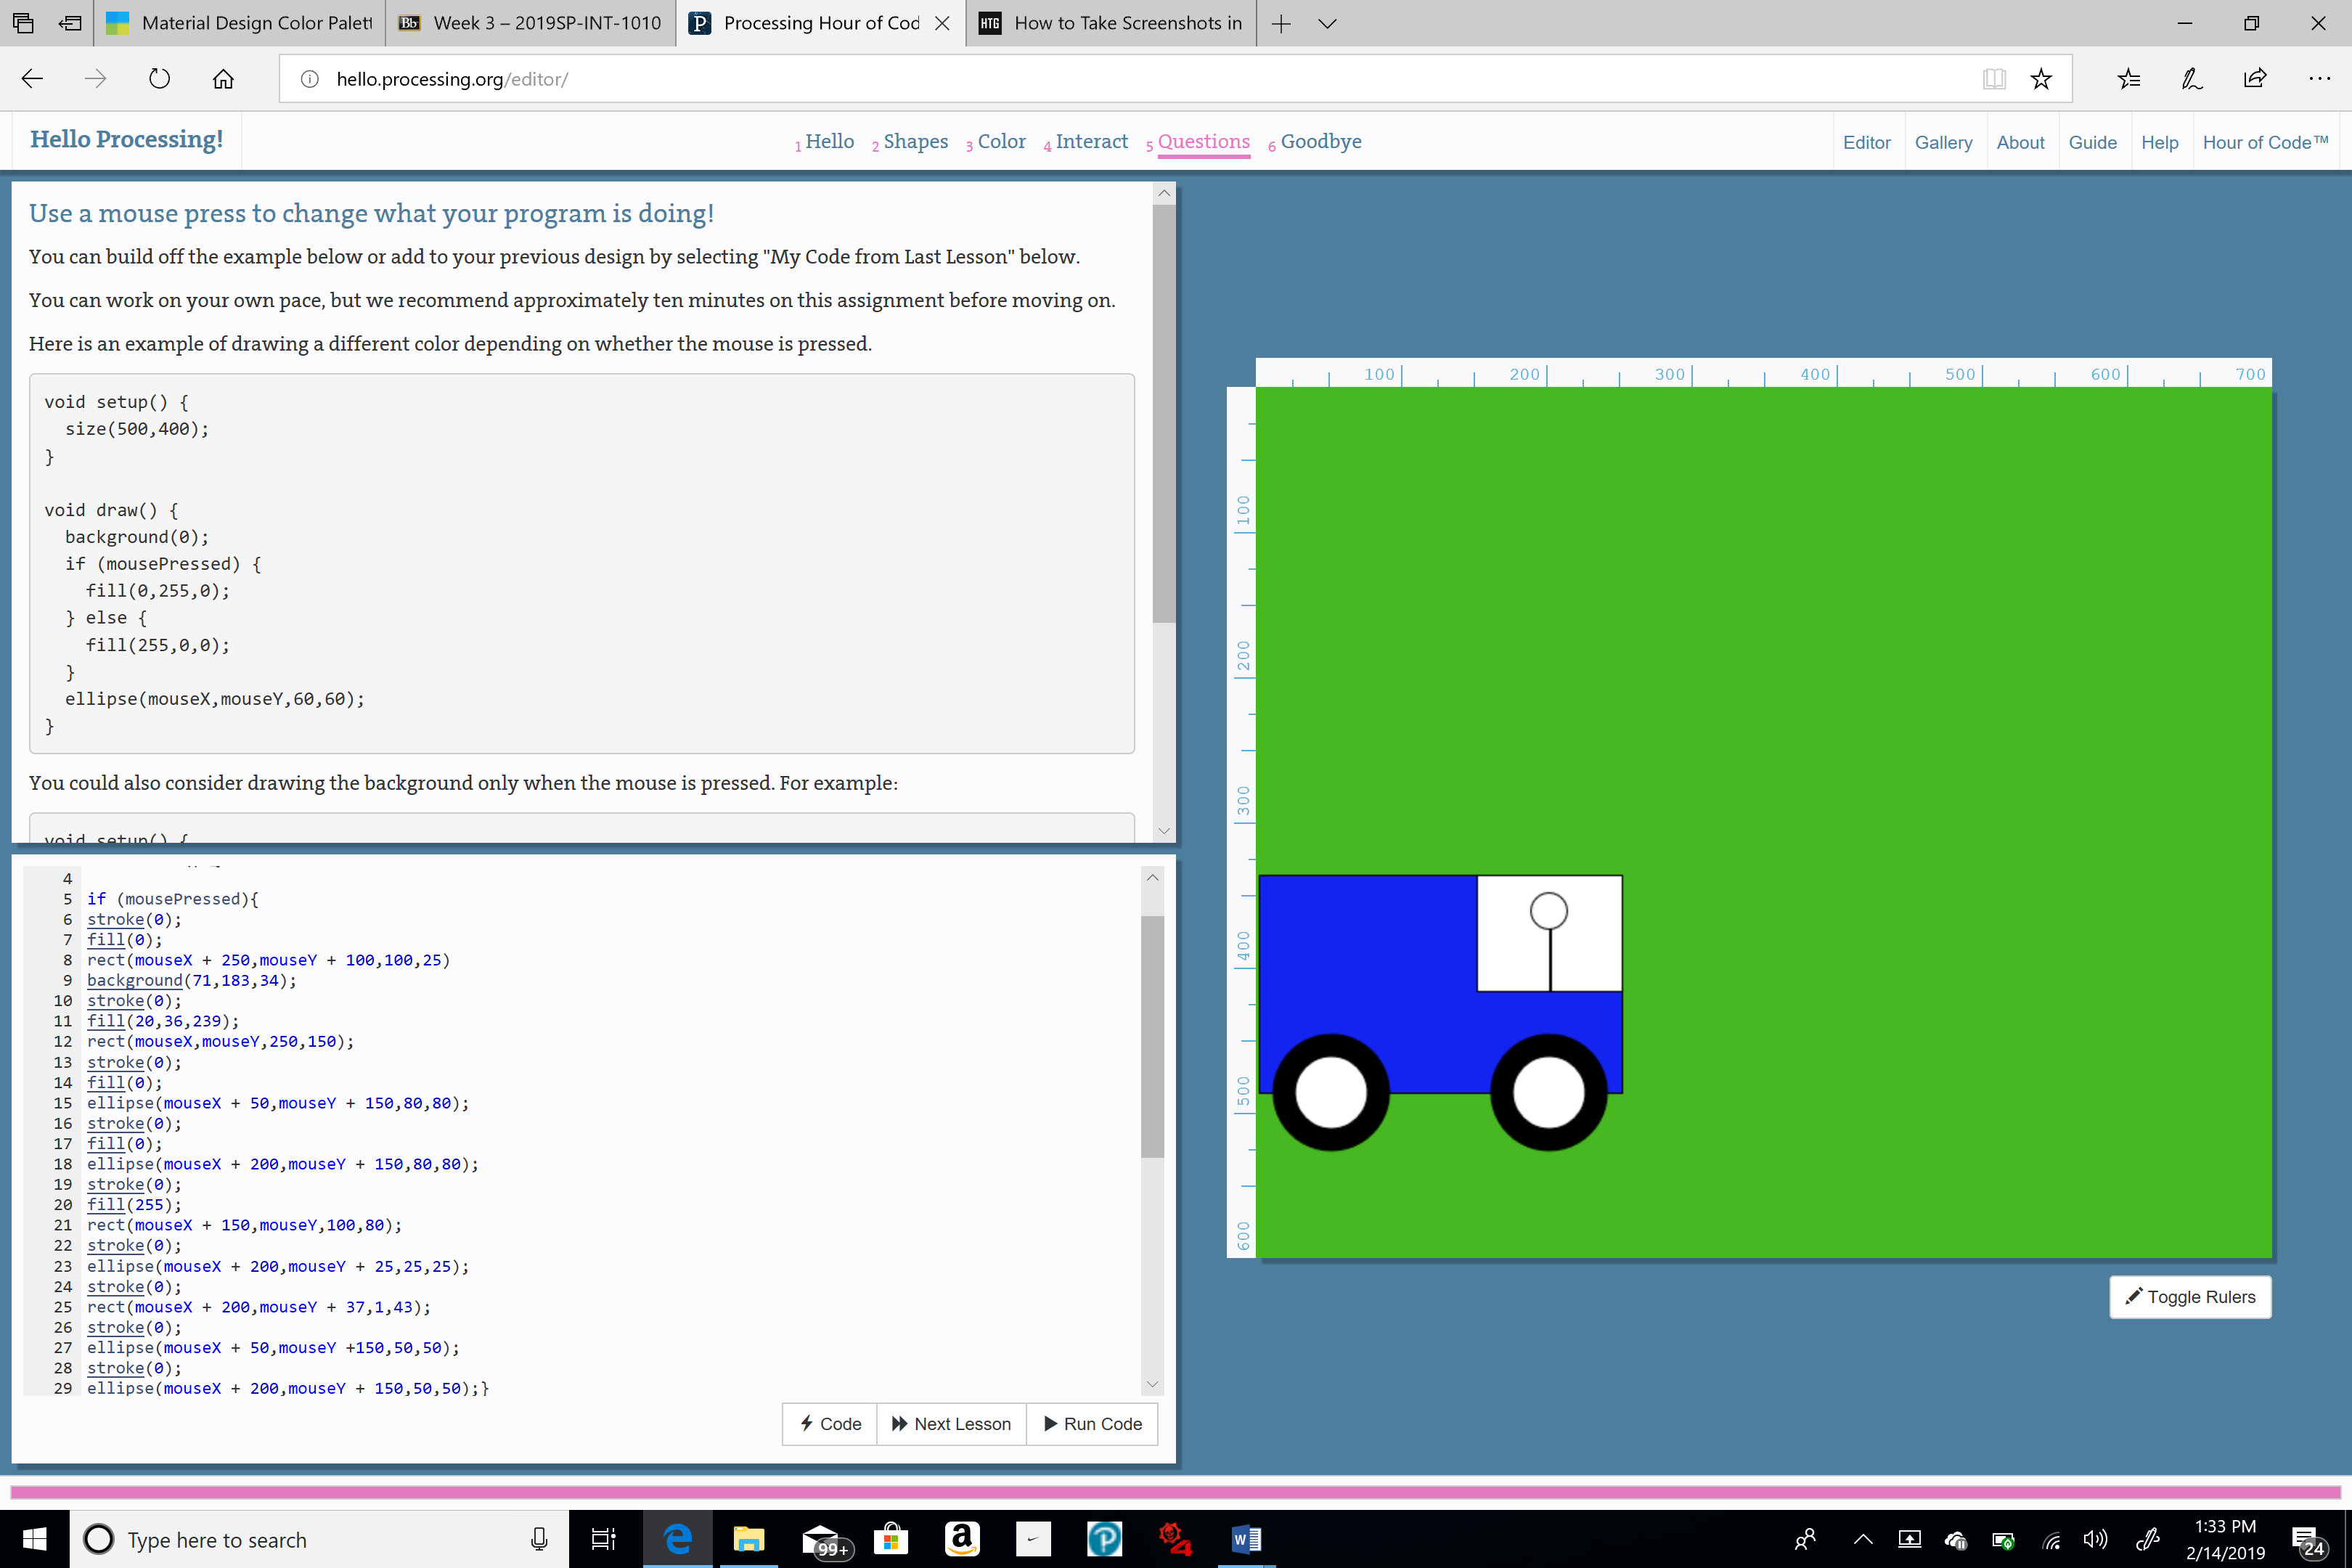 Material Design Color Palett
Week 3 – 2019SP-INT-1010
Processing Hour of Cod
HTG How to Take Screenshots in
hello.processing.org/editor/
Hello Processing!
1 Hello 2 Shapes 3 Color 4 Interact 5 Questions 6 Goodbye
Editor Gallery About Guide Help Hour of Code™
Use a mouse press to change what your program is doing!
You can build off the example below or add to your previous design by selecting "My Code from Last Lesson" below.
You can work on your own pace, but we recommend approximately ten minutes on this assignment before moving on.
Here is an example of drawing a different color depending on whether the mouse is pressed.
void setup() {
size(500,400);
}
void draw() {
background(0);
if (mousePressed) {
fill(0,255,0);
} else {
fill(255,0,0);
}
ellipse(mouseX,mouseY,60,60);
}
You could also consider drawing the background only when the mouse is pressed. For example:
void setup() {
4
5 if (mousePressed){
6 stroke(0);
7 fill(0);
8 rect(mouseX + 250,mouseY + 100,100,25)
9 background(71,183,34);
10 stroke(0);
11 fill(20,36,239);
12 rect(mouseX,mouseY,250,150);
13 stroke(0);
14 fill(0);
15 ellipse(mouseX + 50,mouseY + 150,80,80);
16 stroke(0);
17 fill(0);
18 ellipse(mouseX + 200,mouseY + 150,80,80);
19 stroke(0);
20 fill(255);
21 rect(mouseX + 150,mouseY,100,80);
22 stroke(0);
23 ellipse(mouseX + 200,mouseY + 25,25,25);
24 stroke(0);
25 rect(mouseX + 200,mouseY + 37,1,43);
26 stroke(0);
27 ellipse(mouseX + 50,mouseY +150,50,50);
28 stroke(0);
29 ellipse(mouseX + 200,mouseY + 150,50,50);}
Code Next Lesson Run Code
100 200 300 400 500 600 700
100
200
300
400
500
600
Toggle Rulers
Type here to search
99+
1:33 PM
2/14/2019
24